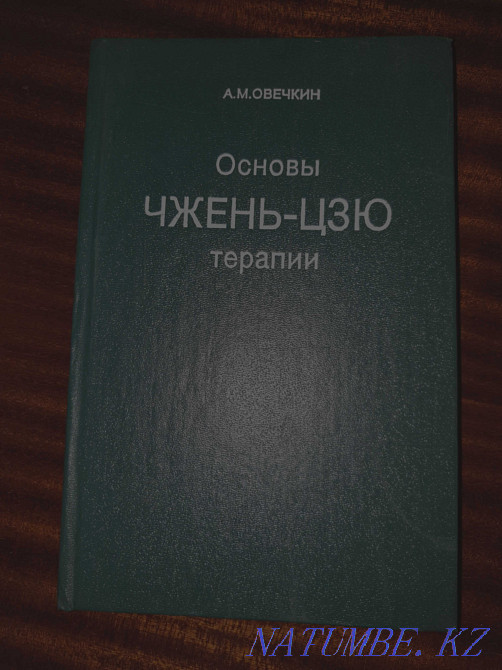 А.М.ОВЕЧКИН
Основы
ЧЖЕНЬ-ЦЗЮ
терапии
NATUMBE. KZ